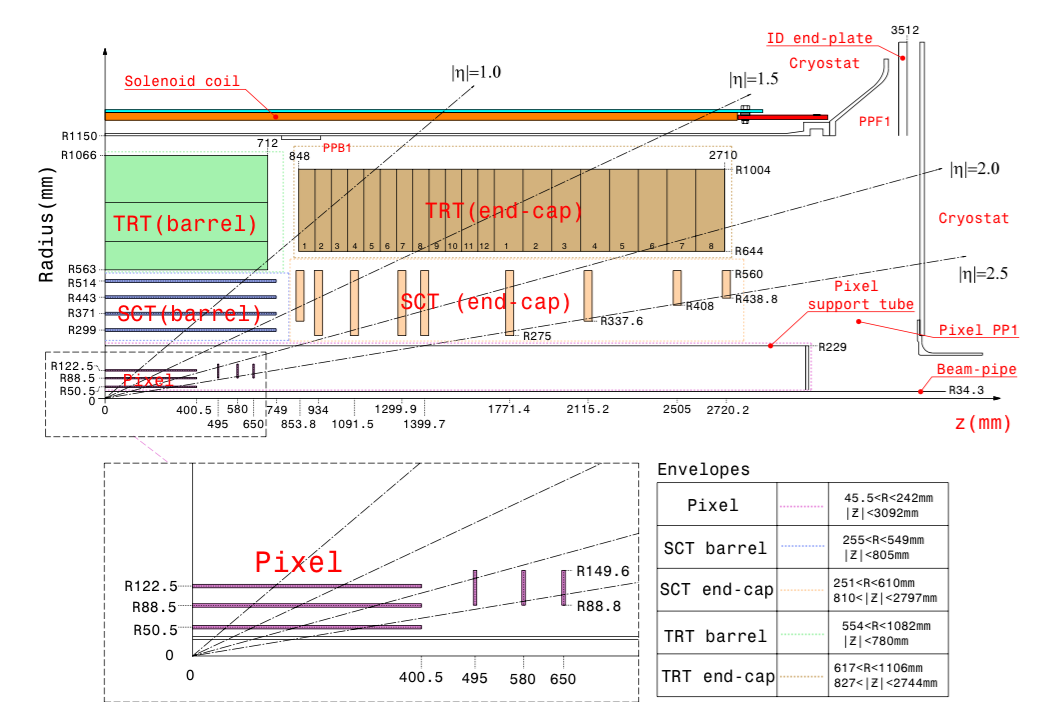 3512
ID end-plate
Cryostat
|η|=1.0
|η|=1.5
Solenoid coil
PPF1
R1150
712
PPB1
R1066
848
2710
R1004
|η|=2.0
TRT(barrel)
TRT(end-cap)
Radius(mm)
Cryostat
1 2 3 4 5 6 7 8 9 10 11 12 1 2 3 4 5 6 7 8
R644
R563
R560
|η|=2.5
R514
R443
SCT(barrel)
SCT (end-cap)
R438.8
R408
Pixel
support tube
R371
R337.6
R299
R275
Pixel PP1
R229
R122.5
R88.5
Pixel
R50.5
Beam-pipe
R34.3
0
0
400.5
580
749
934
1299.9
1771.4
2115.2
2505
2720.2
495
650
853.8
1091.5
1399.7
z(mm)
Pixel
R122.5
R88.5
R50.5
0
R149.6
R88.8
0
400.5
495
580
650
Envelopes
Pixel
45.5<R<242mm
|Z|<3092mm
SCT barrel
255<R<549mm
|Z|<805mm
SCT end-cap
251<R<610mm
810<|Z|<2797mm
TRT barrel
554<R<1082mm
|Z|<780mm
TRT end-cap
617<R<1106mm
827<|Z|<2744mm